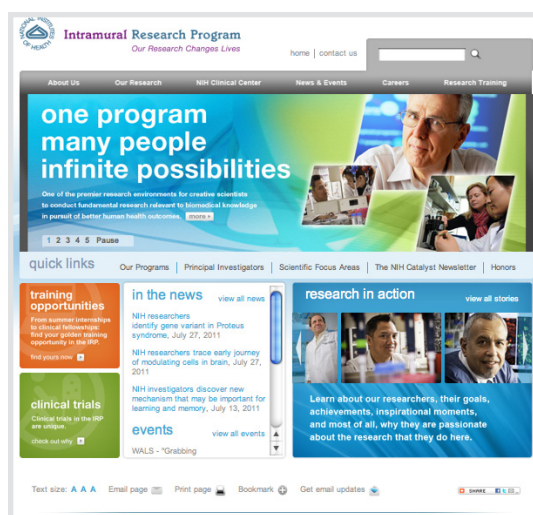 NATIONAL INSTITUTES OF HEALTH
Intramural Research Program
Our Research Changes Lives
home | contact us
About Us Our Research NIH Clinical Center News & Events Careers Research Training
one program
many people
infinite possibilities
One of the premier research environments for creative scientists
to conduct fundamental research relevant to biomedical knowledge
in pursuit of better human health outcomes. more »
1 2 3 4 5 Pause
quick links
Our Programs | Principal Investigators | Scientific Focus Areas | The NIH Catalyst Newsletter | Honors
training
opportunities
From summer internships
to clinical fellowships:
find your golden training
opportunity in the IRP.
find yours now
clinical trials
Clinical trials in the IRP
are unique.
check out why
in the news view all news
NIH researchers
identify gene variant in Proteus
syndrome, July 27, 2011
NIH researchers trace early journey
of modulating cells in brain, July 27,
2011
NIH investigators discover new
mechanism that may be important for
learning and memory, July 13, 2011
events view all events
WALS - "Grabbing
research in action view all stories
Learn about our researchers, their goals,
achievements, inspirational moments,
and most of all, why they are passionate
about the research that they do here.
Text size: A A A Email page Print page Bookmark Get email updates SHARE